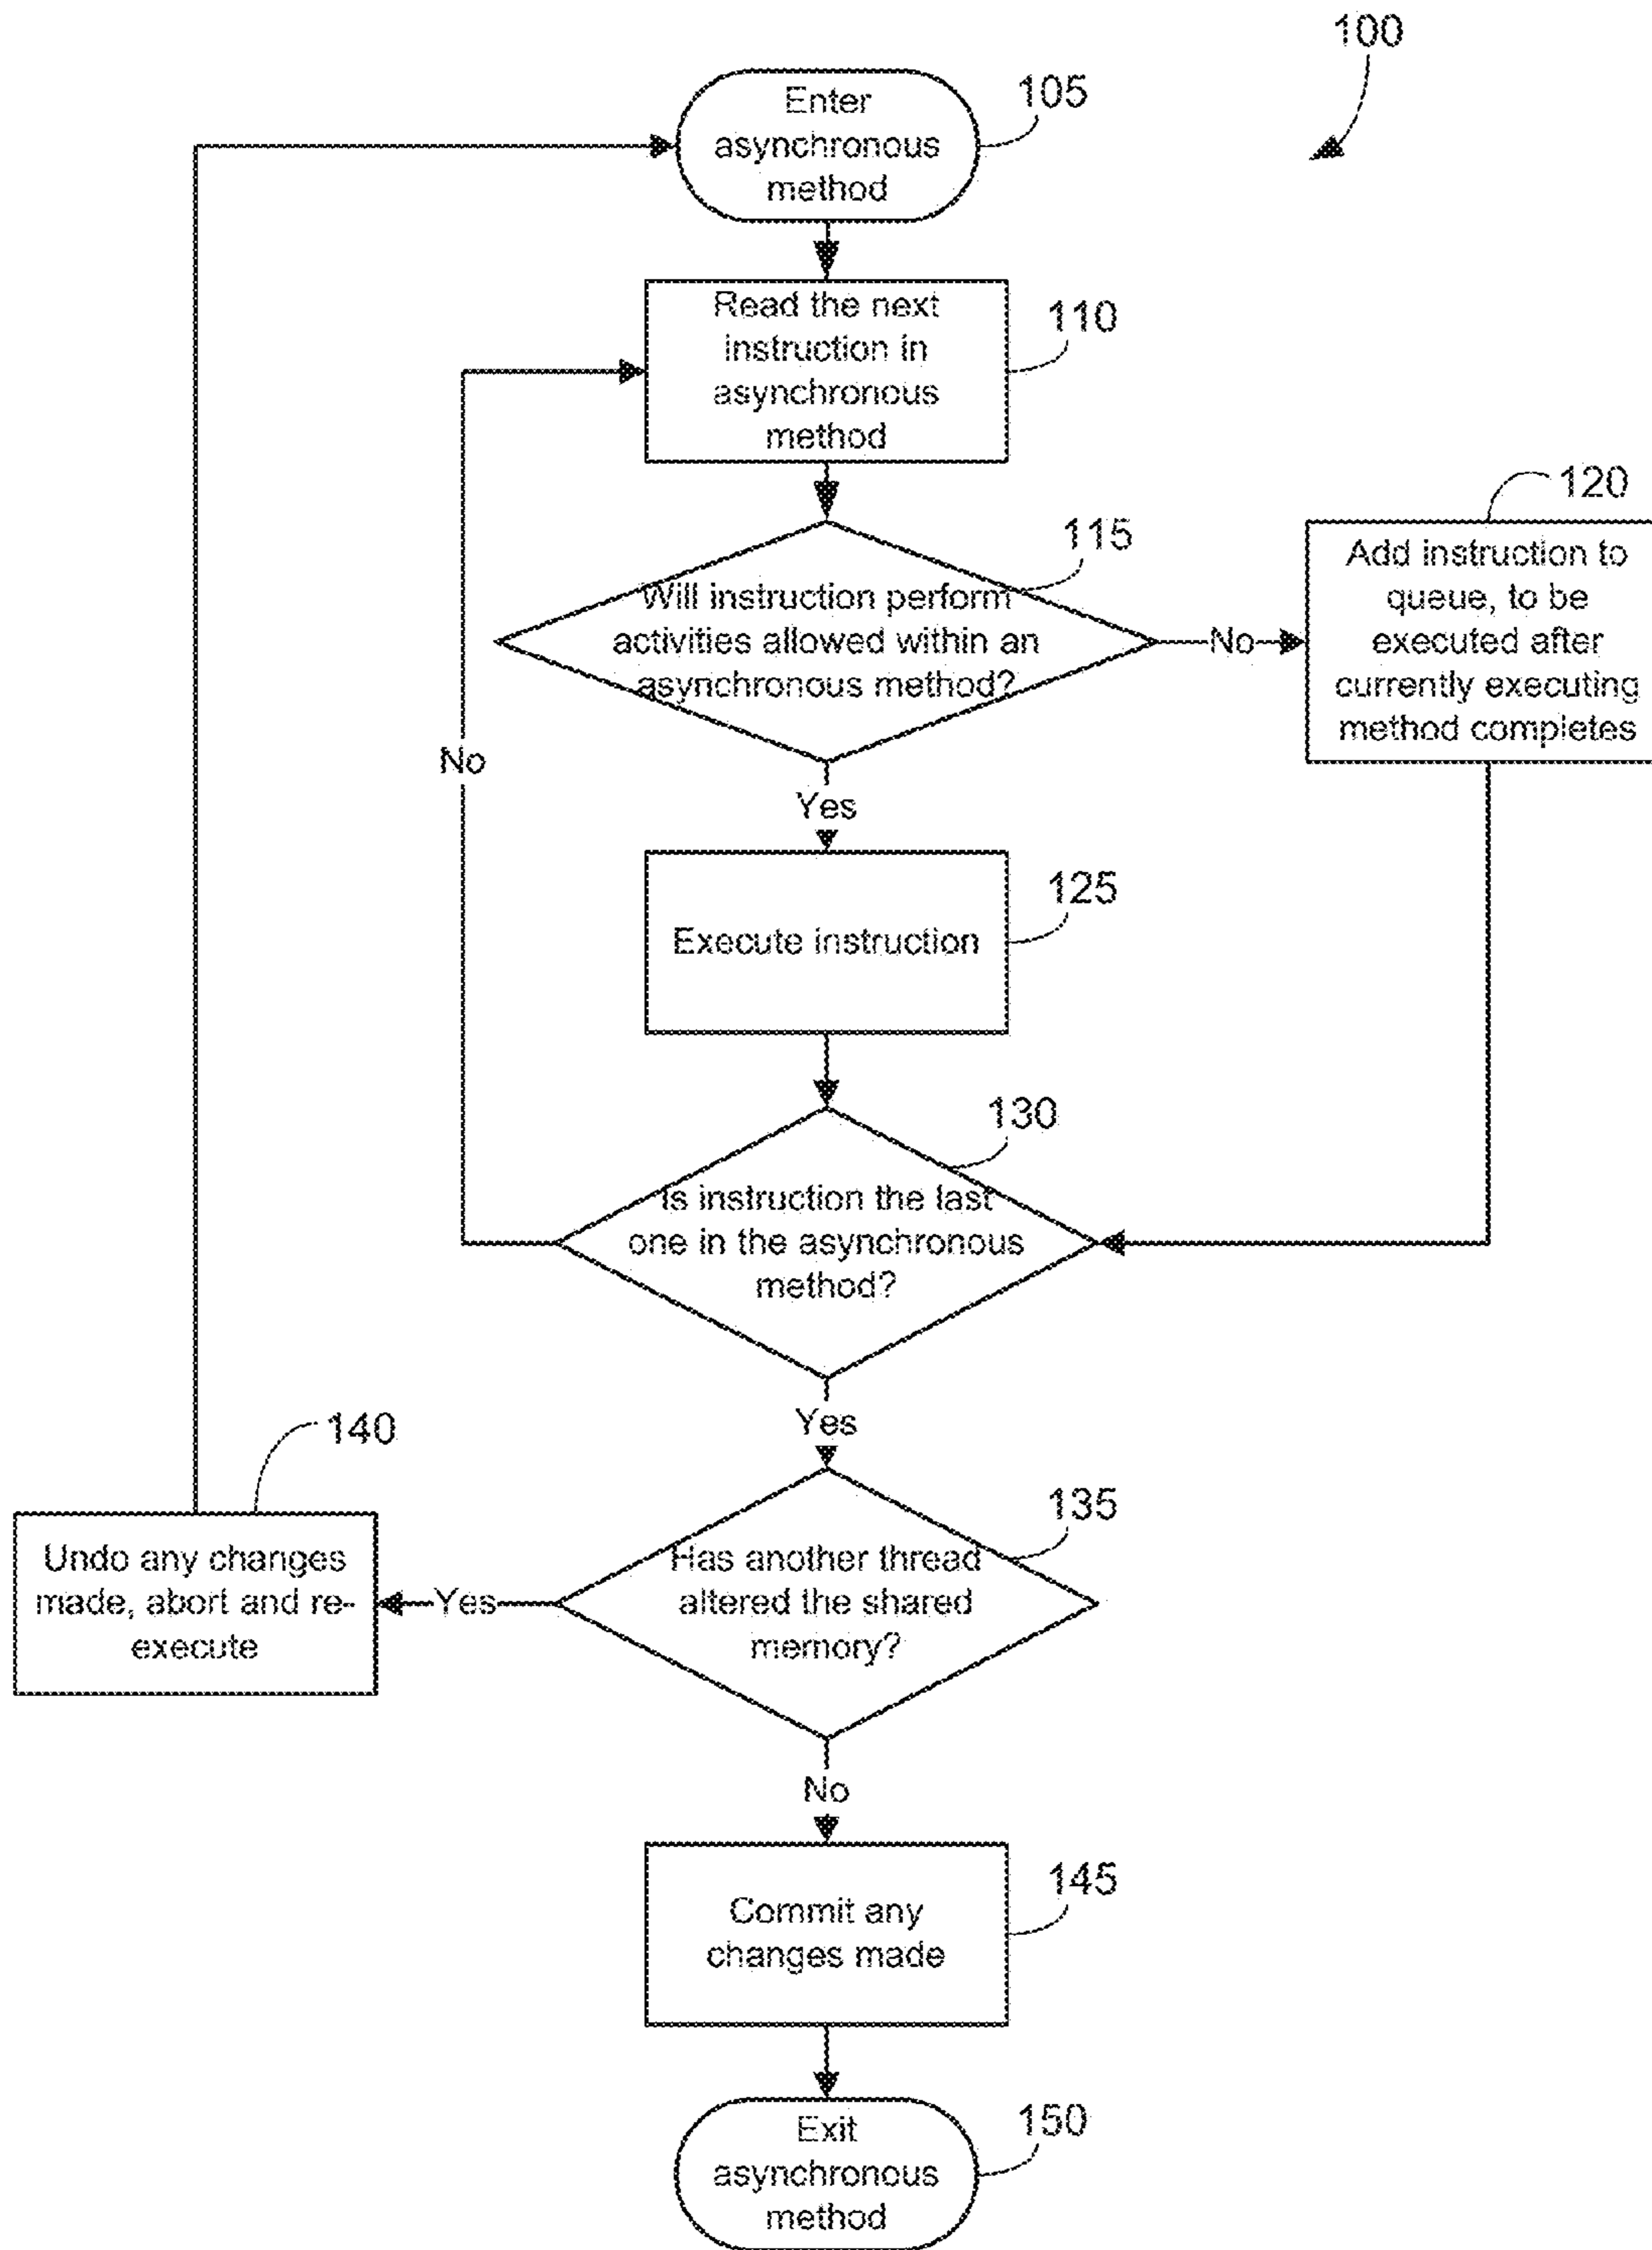 100
Enter
asynchronous
method
105
Read the next
instruction in
asynchronous
method
110
Will instruction perform
activities allowed within an
asynchronous method?
115
No
Add instruction to
queue, to be
executed after
currently executing
method completes
120
Yes
No
Execute instruction
125
Is instruction the last
one in the asynchronous
method?
130
Yes
Has another thread
altered the shared
memory?
135
Yes
Undo any changes
made, abort and re-
execute
140
No
Commit any
changes made
145
Exit
asynchronous
method
150